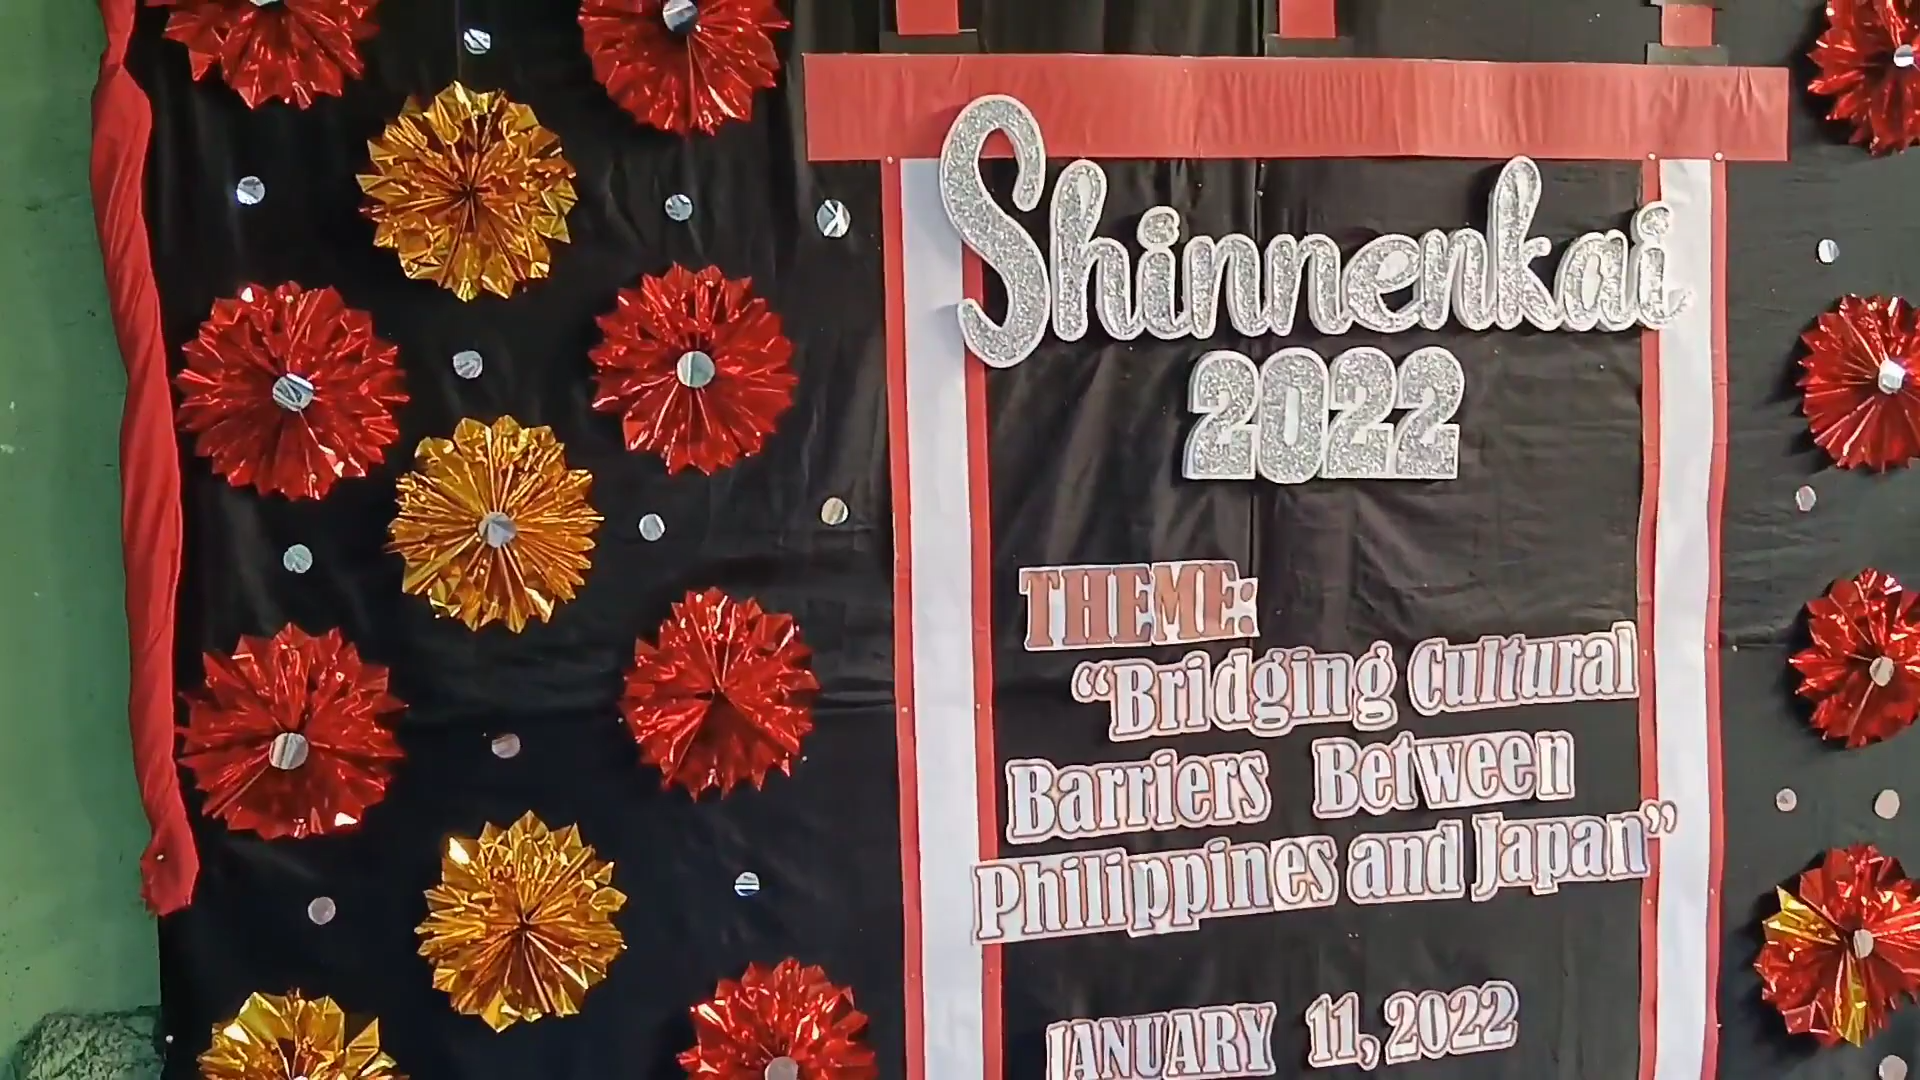 Shinnenkai
2022
THEME:
“Bridging Cultural
Barriers Between
Philippines and Japan”
JANUARY 11, 2022